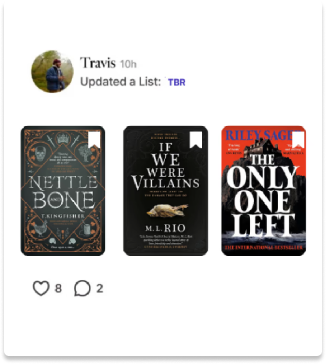 Travis 10h
Updated a List: TBR
NETTLE
&
BONE
T. KINGFISHER
IF
WE
WERE
VILLAINS
M. L. RIO
RILEY SAGER
THE
ONLY
ONE
LEFT
THE INTERNATIONAL BESTSELLER
8 2